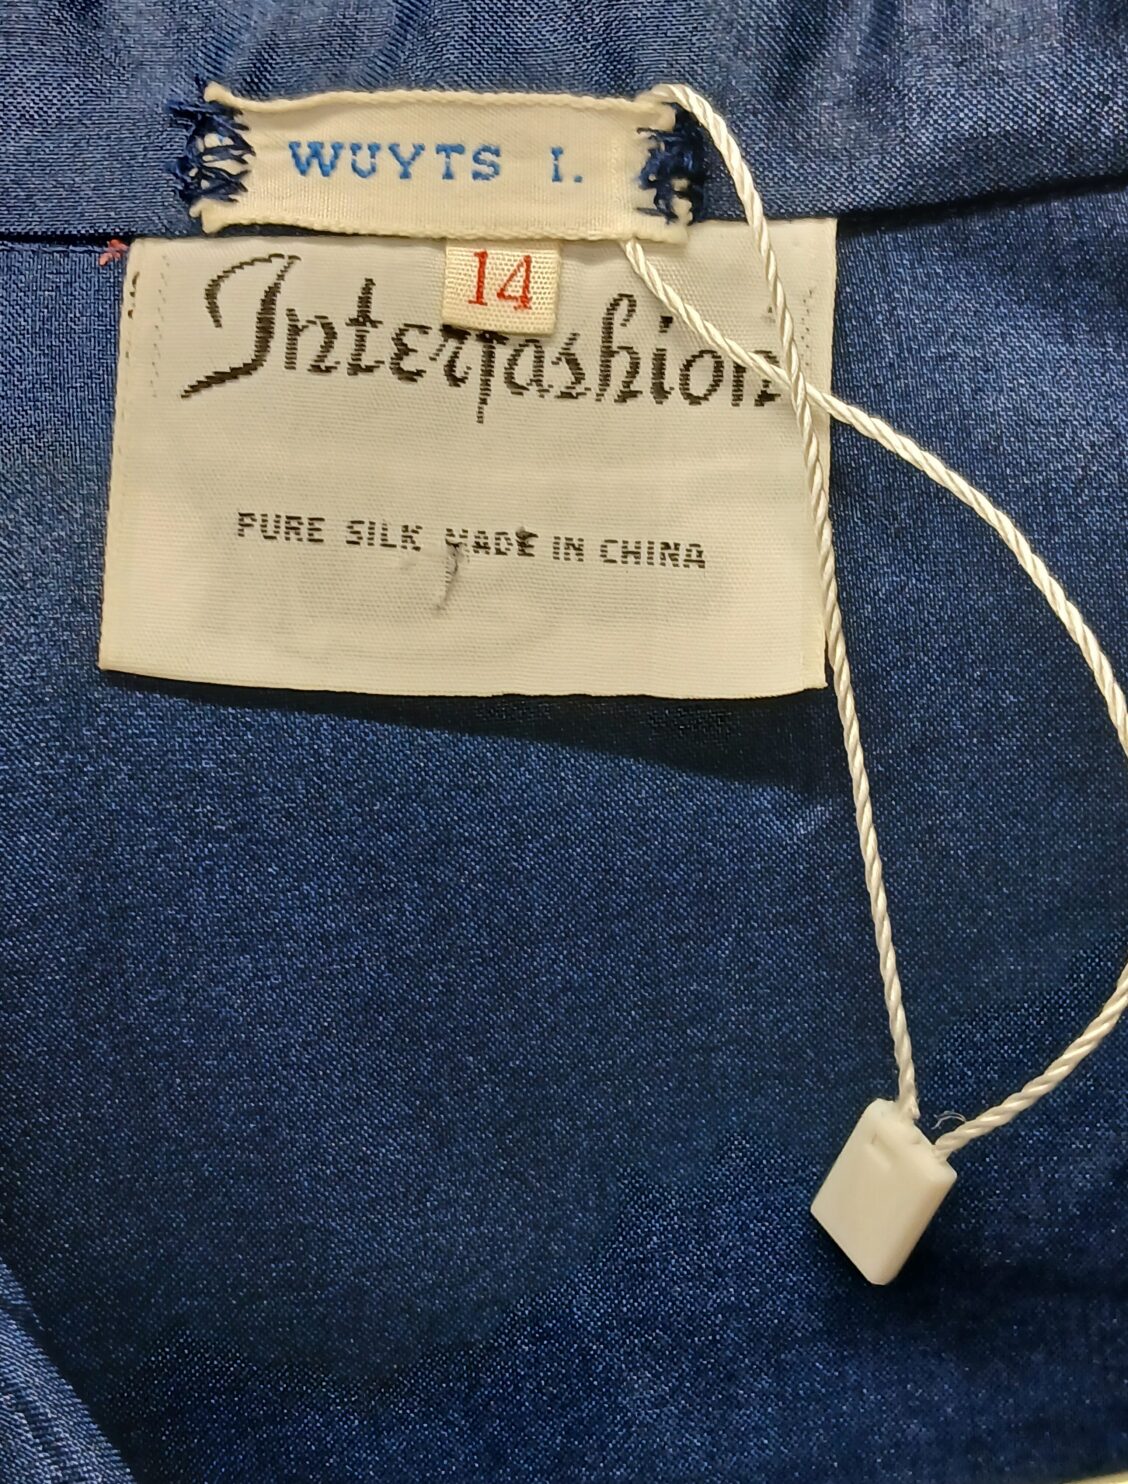 WUYTS I.
14
Interfashion
PURE SILK MADE IN CHINA